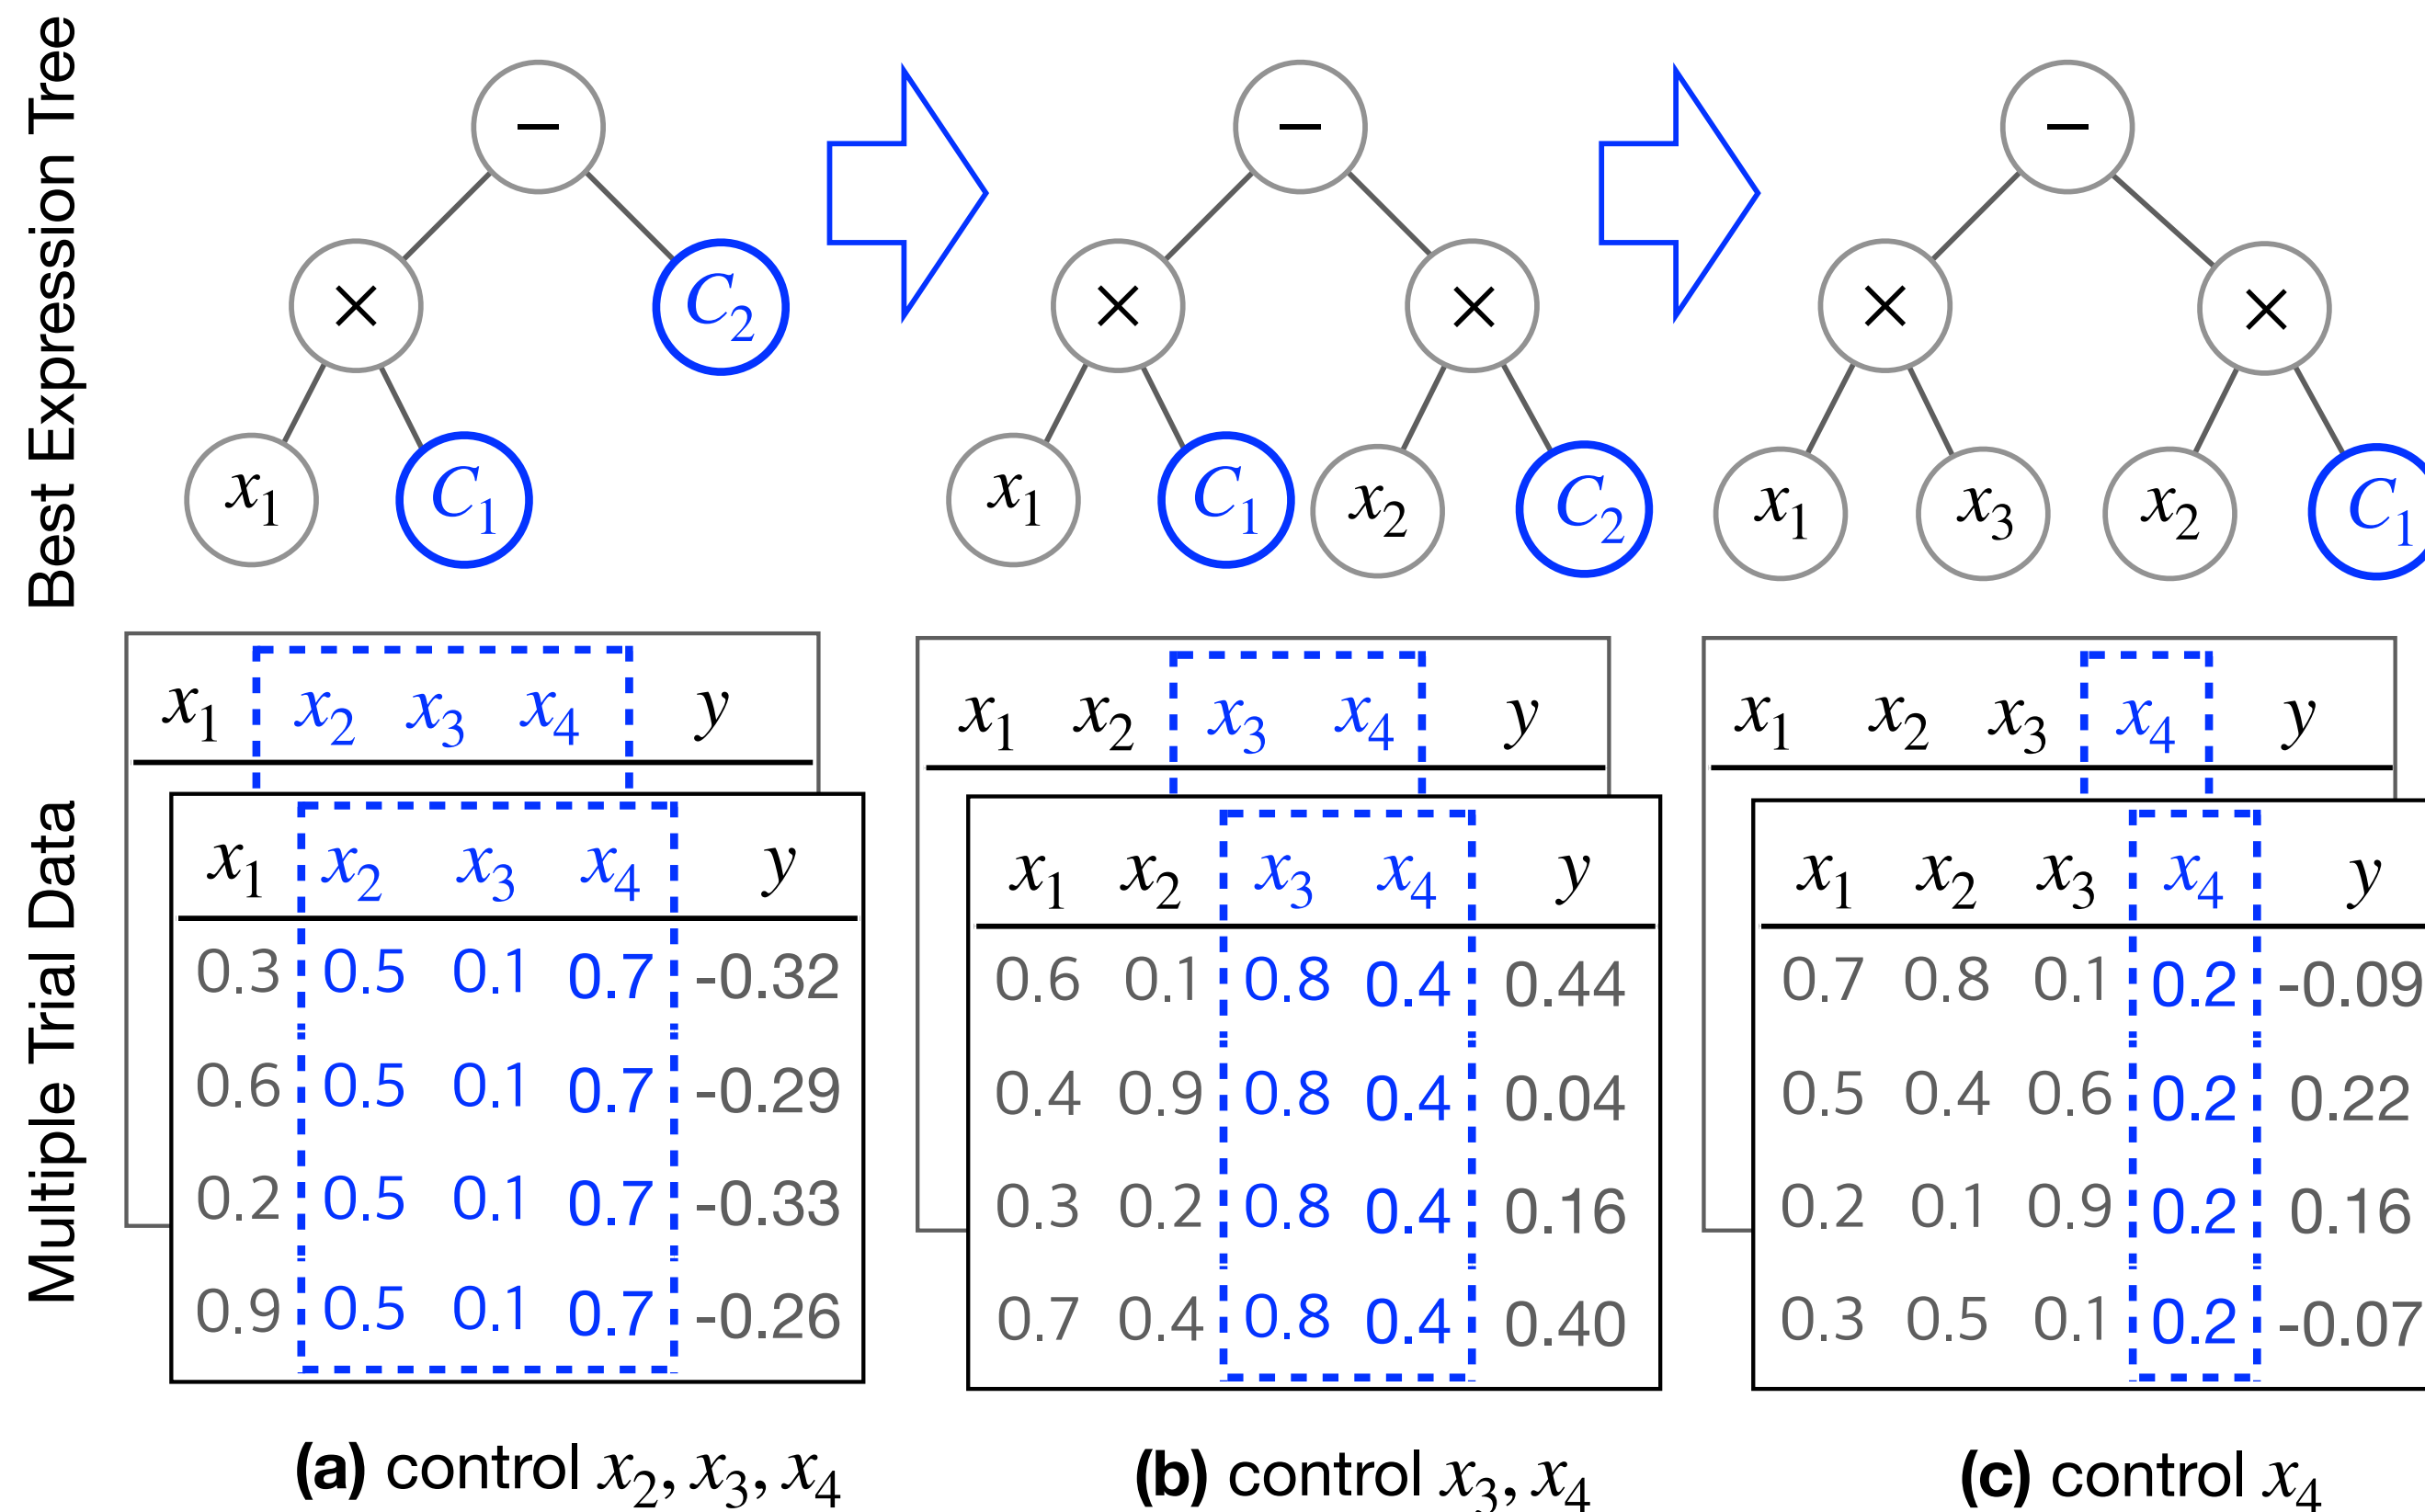 Best Expression Tree
−
×
C₂
x₁
C₁
−
×
×
x₁
C₁
x₂
C₂
−
×
×
x₁
x₃
x₂
C₁
Multiple Trial Data
x₁ x₂ x₃ x₄ y
x₁ x₂ x₃ x₄ y
0.3 0.5 0.1 0.7 -0.32
0.6 0.5 0.1 0.7 -0.29
0.2 0.5 0.1 0.7 -0.33
0.9 0.5 0.1 0.7 -0.26
(a) control x₂, x₃, x₄
x₁ x₂ x₃ x₄ y
x₁ x₂ x₃ x₄ y
0.6 0.1 0.8 0.4 0.44
0.4 0.9 0.8 0.4 0.04
0.3 0.2 0.8 0.4 0.16
0.7 0.4 0.8 0.4 0.40
(b) control x₃, x₄
x₁ x₂ x₃ x₄ y
x₁ x₂ x₃ x₄ y
0.7 0.8 0.1 0.2 -0.09
0.5 0.4 0.6 0.2 0.22
0.2 0.1 0.9 0.2 0.16
0.3 0.5 0.1 0.2 -0.07
(c) control x₄